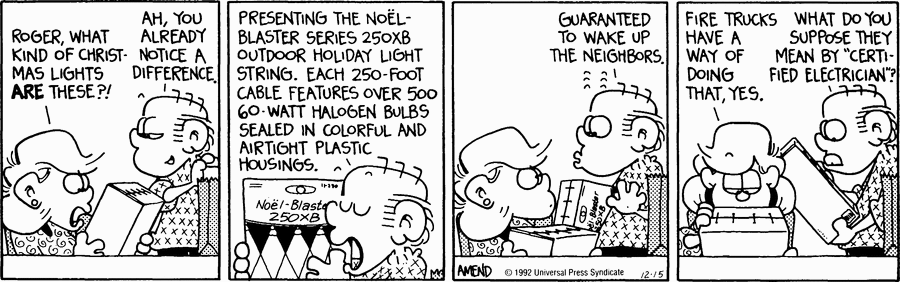 ROGER, WHAT
KIND OF CHRIST-
MAS LIGHTS
ARE THESE?!
AH, YOU
ALREADY
NOTICE A
DIFFERENCE.
PRESENTING THE NOËL-
BLASTER SERIES 250XB
OUTDOOR HOLIDAY LIGHT
STRING. EACH 250-FOOT
CABLE FEATURES OVER 500
60-WATT HALOGEN BULBS
SEALED IN COLORFUL AND
AIRTIGHT PLASTIC
HOUSINGS.
Noël-Blaste
250XB
GUARANTEED
TO WAKE UP
THE NEIGHBORS.
AMEND
© 1992 Universal Press Syndicate
12·15
FIRE TRUCKS
HAVE A
WAY OF
DOING
THAT, YES.
WHAT DO YOU
SUPPOSE THEY
MEAN BY "CERTI-
FIED ELECTRICIAN"?